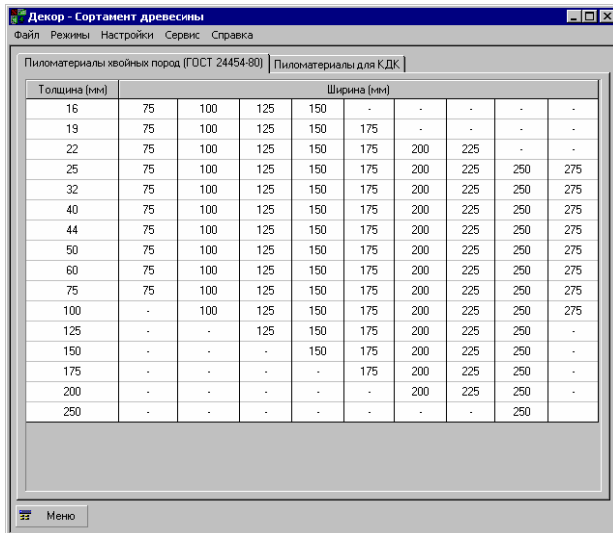 Декор - Сортамент древесины
Файл Режимы Настройки Сервис Справка
Пиломатериалы хвойных пород (ГОСТ 24454-80) Пиломатериалы для КДК
Толщина (мм) Ширина (мм)
16 75 100 125 150 - - - - -
19 75 100 125 150 175 - - - -
22 75 100 125 150 175 200 225 - -
25 75 100 125 150 175 200 225 250 275
32 75 100 125 150 175 200 225 250 275
40 75 100 125 150 175 200 225 250 275
44 75 100 125 150 175 200 225 250 275
50 75 100 125 150 175 200 225 250 275
60 75 100 125 150 175 200 225 250 275
75 75 100 125 150 175 200 225 250 275
100 - 100 125 150 175 200 225 250 275
125 - - 125 150 175 200 225 250 -
150 - - - 150 175 200 225 250 -
175 - - - - 175 200 225 250 -
200 - - - - - 200 225 250 -
250 - - - - - - - 250 -
Меню